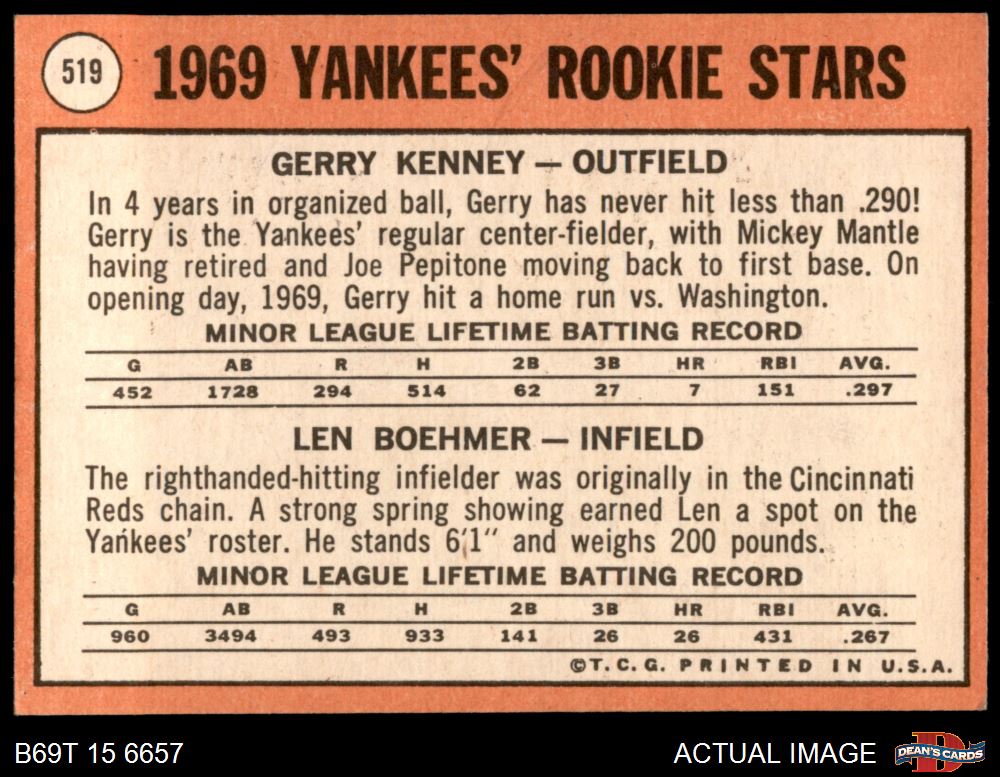 519 1969 YANKEES' ROOKIE STARS
GERRY KENNEY — OUTFIELD
In 4 years in organized ball, Gerry has never hit less than .290!
Gerry is the Yankees' regular center-fielder, with Mickey Mantle
having retired and Joe Pepitone moving back to first base. On
opening day, 1969, Gerry hit a home run vs. Washington.
MINOR LEAGUE LIFETIME BATTING RECORD
G AB R H 2B 3B HR RBI AVG.
452 1728 294 514 62 27 7 151 .297
LEN BOEHMER — INFIELD
The righthanded-hitting infielder was originally in the Cincinnati
Reds chain. A strong spring showing earned Len a spot on the
Yankees' roster. He stands 6'1" and weighs 200 pounds.
MINOR LEAGUE LIFETIME BATTING RECORD
G AB R H 2B 3B HR RBI AVG.
960 3494 493 933 141 26 26 431 .267
©T.C.G. PRINTED IN U.S.A.
B69T 15 6657 ACTUAL IMAGE DEAN'S CARDS